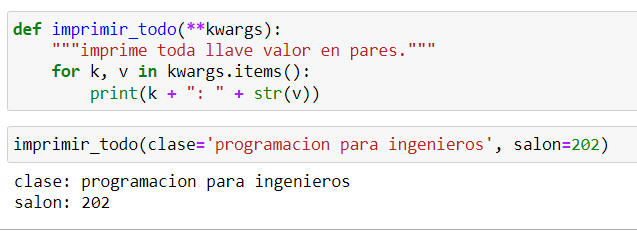 def imprimir_todo(**kwargs):
    """imprime toda llave valor en pares."""
    for k, v in kwargs.items():
        print(k + ": " + str(v))
imprimir_todo(clase='programacion para ingenieros', salon=202)
clase: programacion para ingenieros
salon: 202